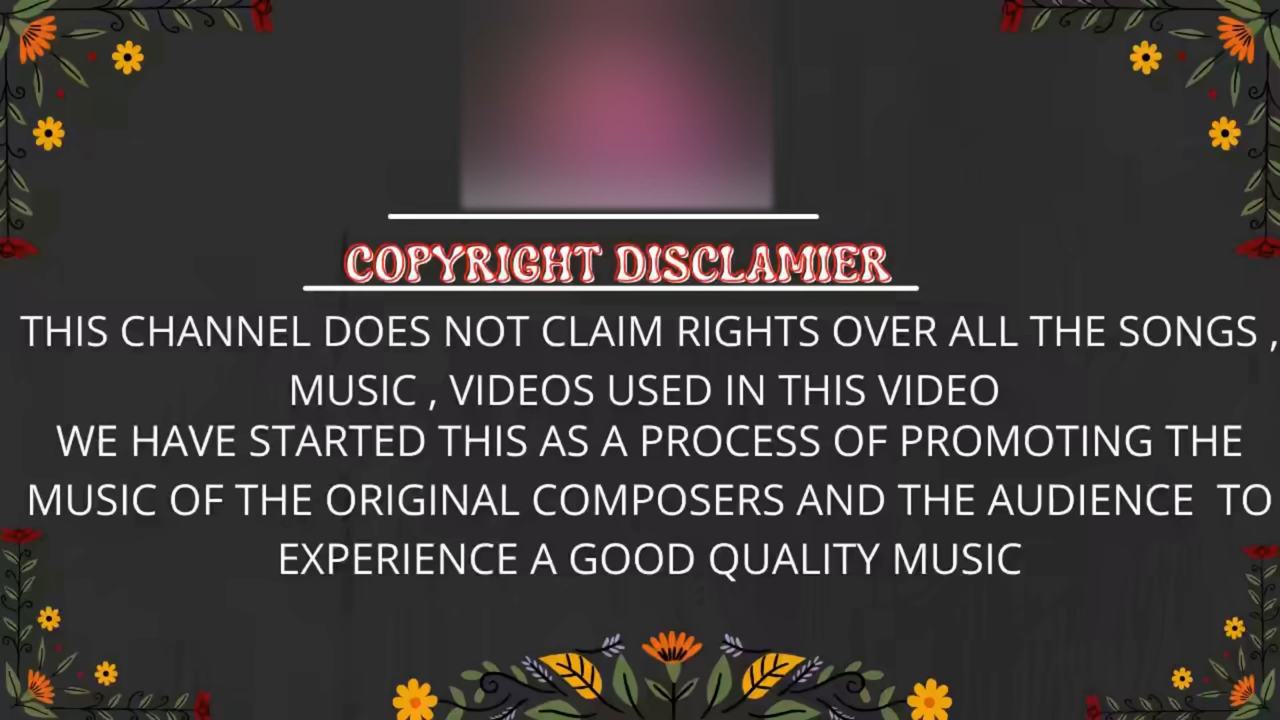 COPYRIGHT DISCLAMIER
THIS CHANNEL DOES NOT CLAIM RIGHTS OVER ALL THE SONGS ,
MUSIC , VIDEOS USED IN THIS VIDEO
WE HAVE STARTED THIS AS A PROCESS OF PROMOTING THE
MUSIC OF THE ORIGINAL COMPOSERS AND THE AUDIENCE TO
EXPERIENCE A GOOD QUALITY MUSIC